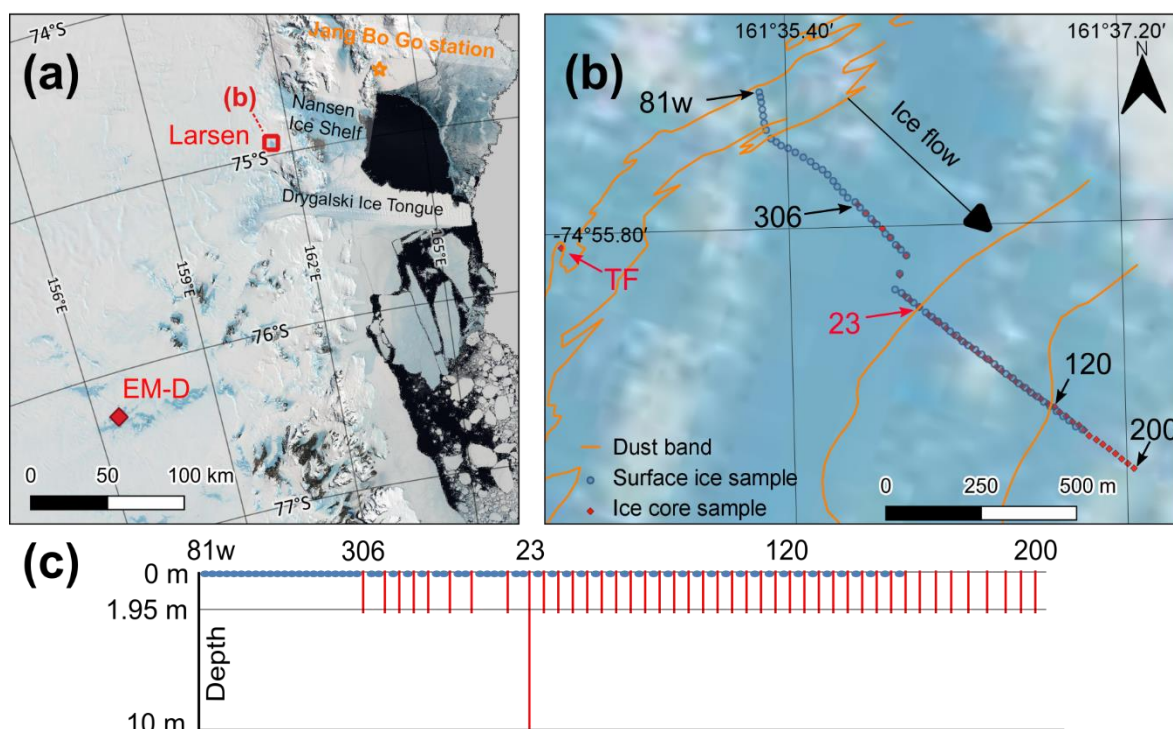 (a)
74°S
Jang Bo Go station
(b)
Nansen
Ice Shelf
Larsen
75°S
Drygalski Ice Tongue
156°E
159°E
162°E
165°E
76°S
EM-D
77°S
0 50 100 km
(b)
161°35.40′ 161°37.20′
N
81w
Ice flow
306
-74°55.80′
TF
23
120
200
Dust band
Surface ice sample
Ice core sample
0 250 500 m
(c)
81w 306 23 120 200
0 m
1.95 m
Depth
10 m